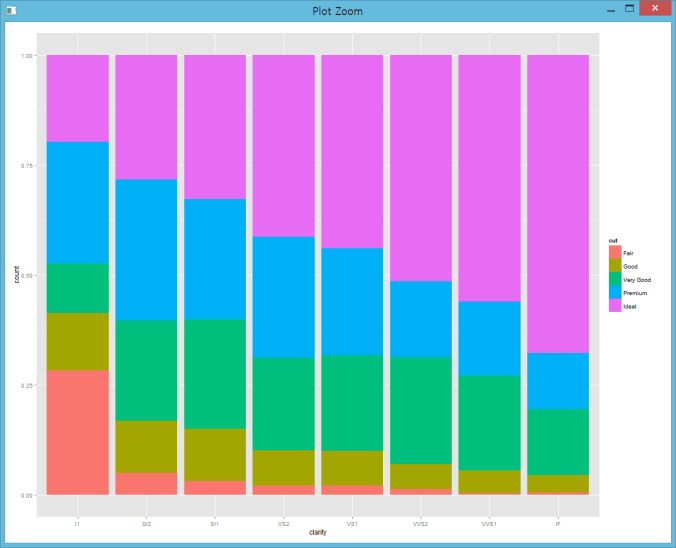 Plot Zoom
1.00
0.75
0.50
0.25
0.00
count
I1
SI2
SI1
VS2
VS1
VVS2
VVS1
IF
clarity
cut
Fair
Good
Very Good
Premium
Ideal